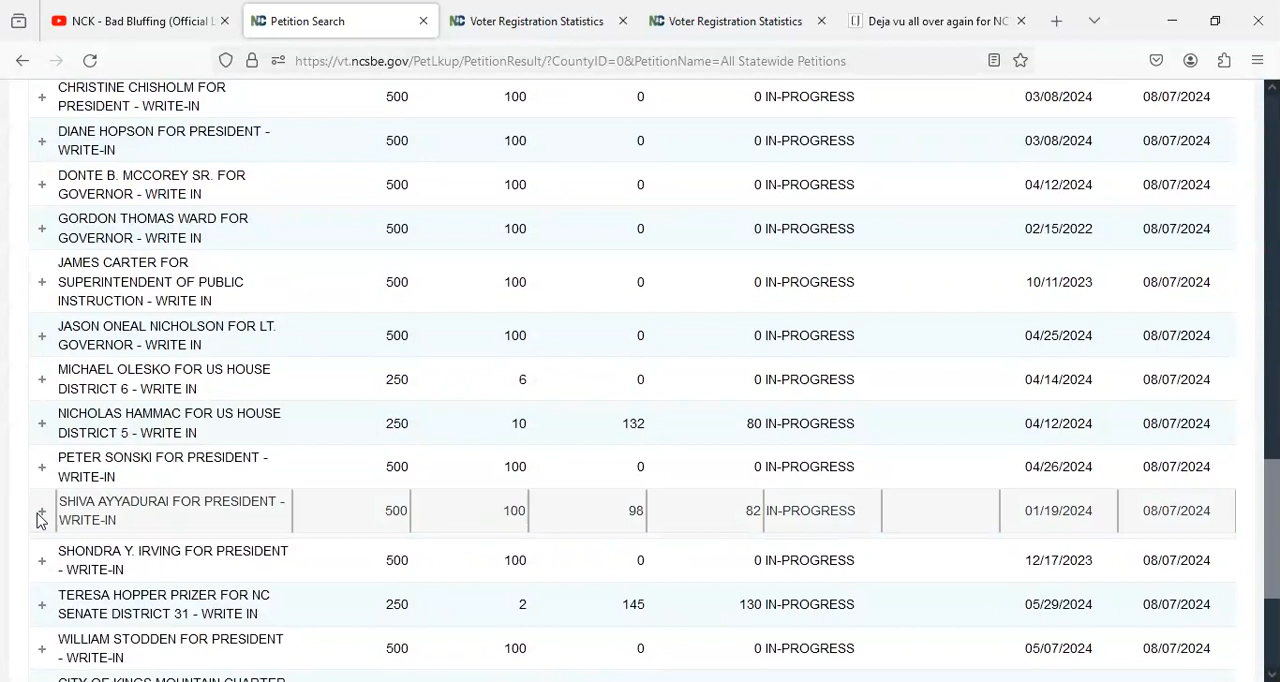 NCK - Bad Bluffing (Official L
Petition Search
Voter Registration Statistics
Voter Registration Statistics
Deja vu all over again for NC
https://vt.ncsbe.gov/PetLkup/PetitionResult/?CountyID=0&PetitionName=All Statewide Petitions
CHRISTINE CHISHOLM FOR
PRESIDENT - WRITE-IN
500 100 0 0 IN-PROGRESS 03/08/2024 08/07/2024
DIANE HOPSON FOR PRESIDENT -
WRITE-IN
500 100 0 0 IN-PROGRESS 03/08/2024 08/07/2024
DONTE B. MCCOREY SR. FOR
GOVERNOR - WRITE IN
500 100 0 0 IN-PROGRESS 04/12/2024 08/07/2024
GORDON THOMAS WARD FOR
GOVERNOR - WRITE IN
500 100 0 0 IN-PROGRESS 02/15/2022 08/07/2024
JAMES CARTER FOR
SUPERINTENDENT OF PUBLIC
INSTRUCTION - WRITE IN
500 100 0 0 IN-PROGRESS 10/11/2023 08/07/2024
JASON ONEAL NICHOLSON FOR LT.
GOVERNOR - WRITE IN
500 100 0 0 IN-PROGRESS 04/25/2024 08/07/2024
MICHAEL OLESKO FOR US HOUSE
DISTRICT 6 - WRITE IN
250 6 0 0 IN-PROGRESS 04/14/2024 08/07/2024
NICHOLAS HAMMAC FOR US HOUSE
DISTRICT 5 - WRITE IN
250 10 132 80 IN-PROGRESS 04/12/2024 08/07/2024
PETER SONSKI FOR PRESIDENT -
WRITE-IN
500 100 0 0 IN-PROGRESS 04/26/2024 08/07/2024
SHIVA AYYADURAI FOR PRESIDENT -
WRITE-IN
500 100 98 82 IN-PROGRESS 01/19/2024 08/07/2024
SHONDRA Y. IRVING FOR PRESIDENT
- WRITE-IN
500 100 0 0 IN-PROGRESS 12/17/2023 08/07/2024
TERESA HOPPER PRIZER FOR NC
SENATE DISTRICT 31 - WRITE IN
250 2 145 130 IN-PROGRESS 05/29/2024 08/07/2024
WILLIAM STODDEN FOR PRESIDENT
- WRITE-IN
500 100 0 0 IN-PROGRESS 05/07/2024 08/07/2024
CITY OF KINGS MOUNTAIN CHARTER